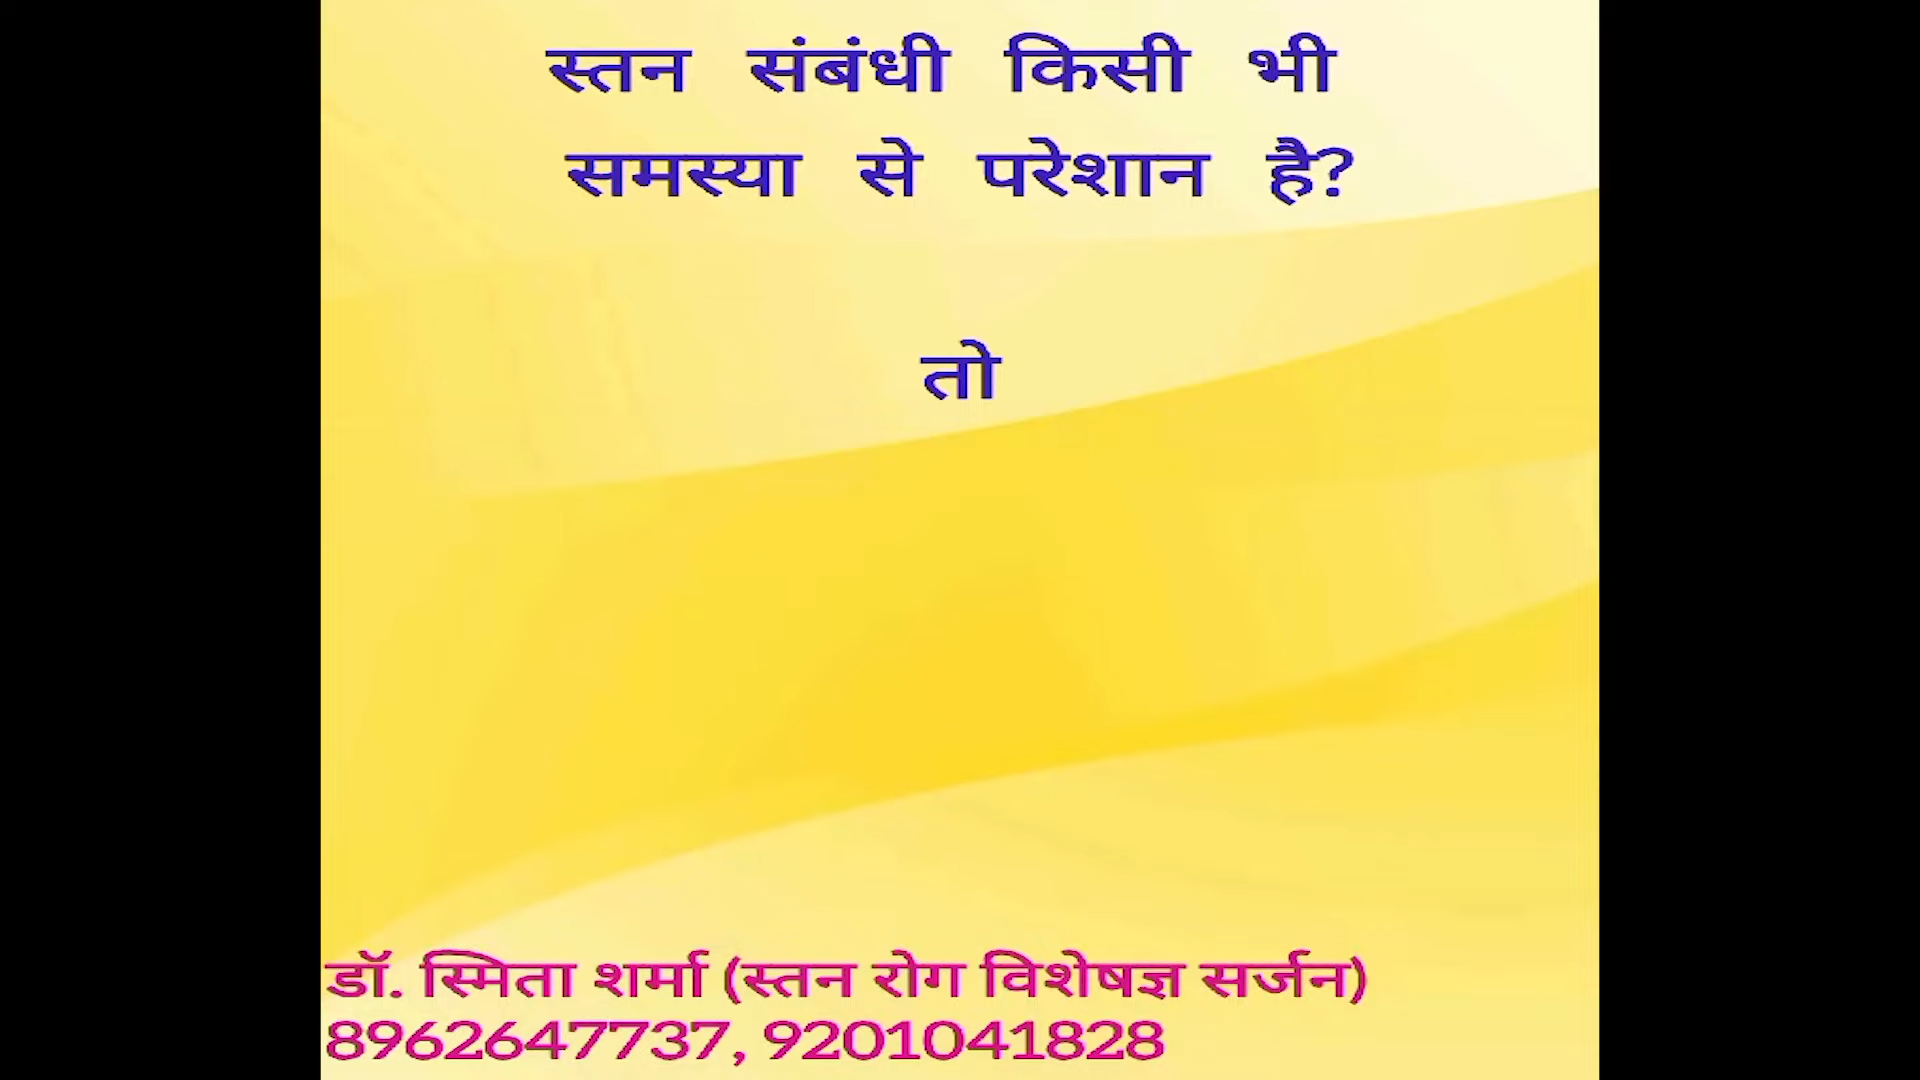 स्तन संबंधी किसी भी
समस्या से परेशान है?
तो
डॉ. स्मिता शर्मा (स्तन रोग विशेषज्ञ सर्जन)
8962647737, 9201041828